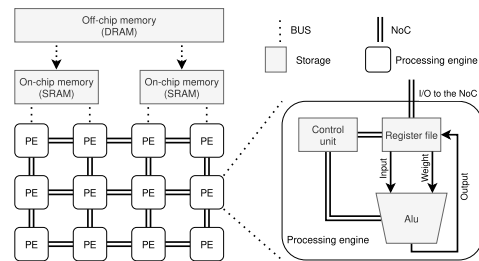 Off-chip memory
(DRAM)
On-chip memory
(SRAM)
On-chip memory
(SRAM)
PE PE PE PE
PE PE PE PE
PE PE PE PE
BUS
NoC
Storage
Processing engine
I/O to the NoC
Control
unit
Register file
Input
Weight
Output
Alu
Processing engine